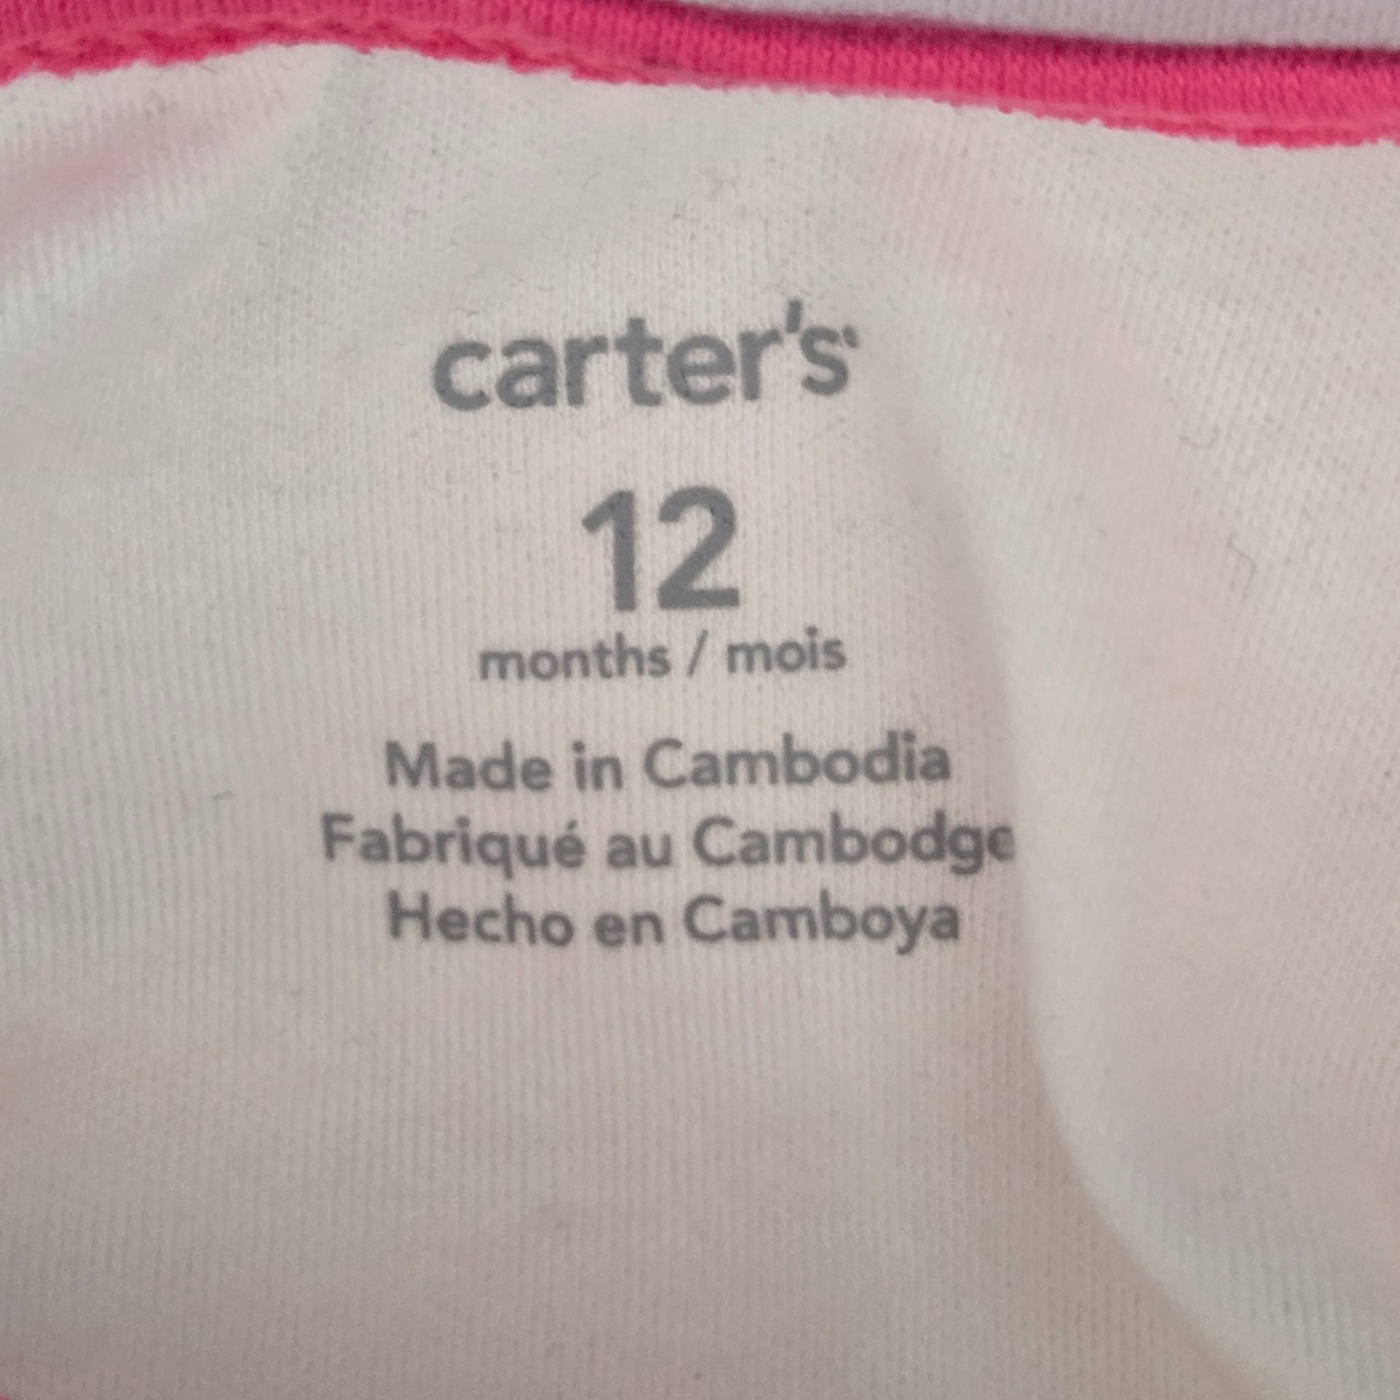 carter's
12
months / mois
Made in Cambodia
Fabriqué au Cambodge
Hecho en Camboya